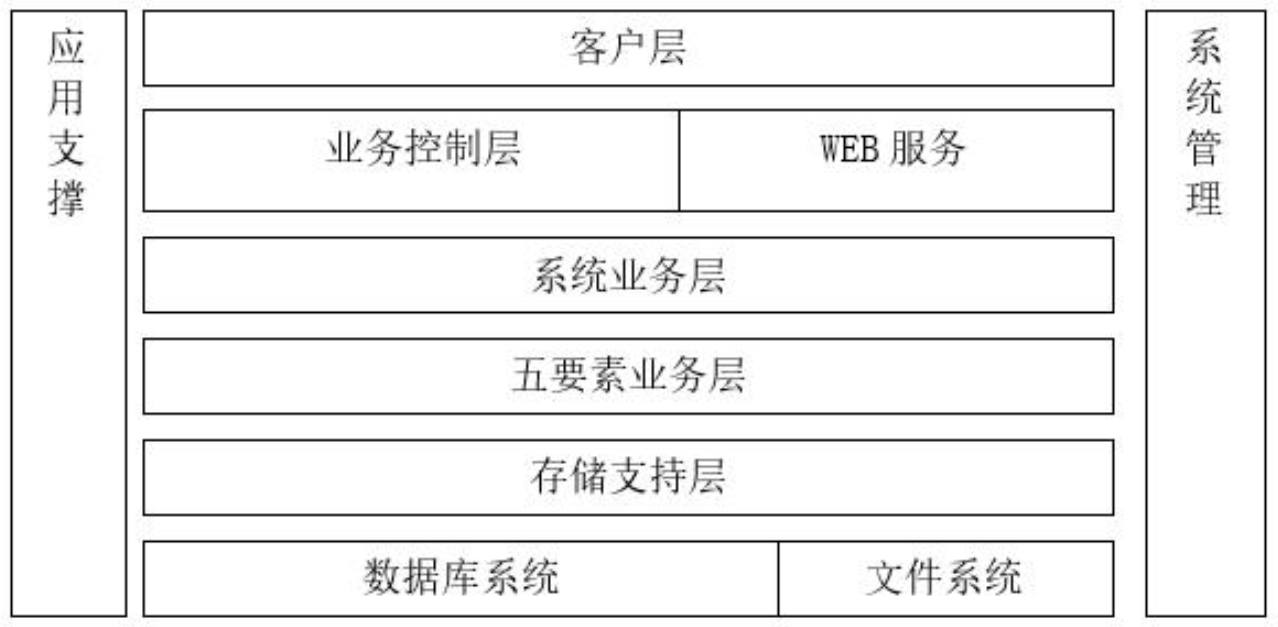 应用支撑
客户层
业务控制层
WEB 服务
系统业务层
五要素业务层
存储支持层
数据库系统
文件系统
系统管理